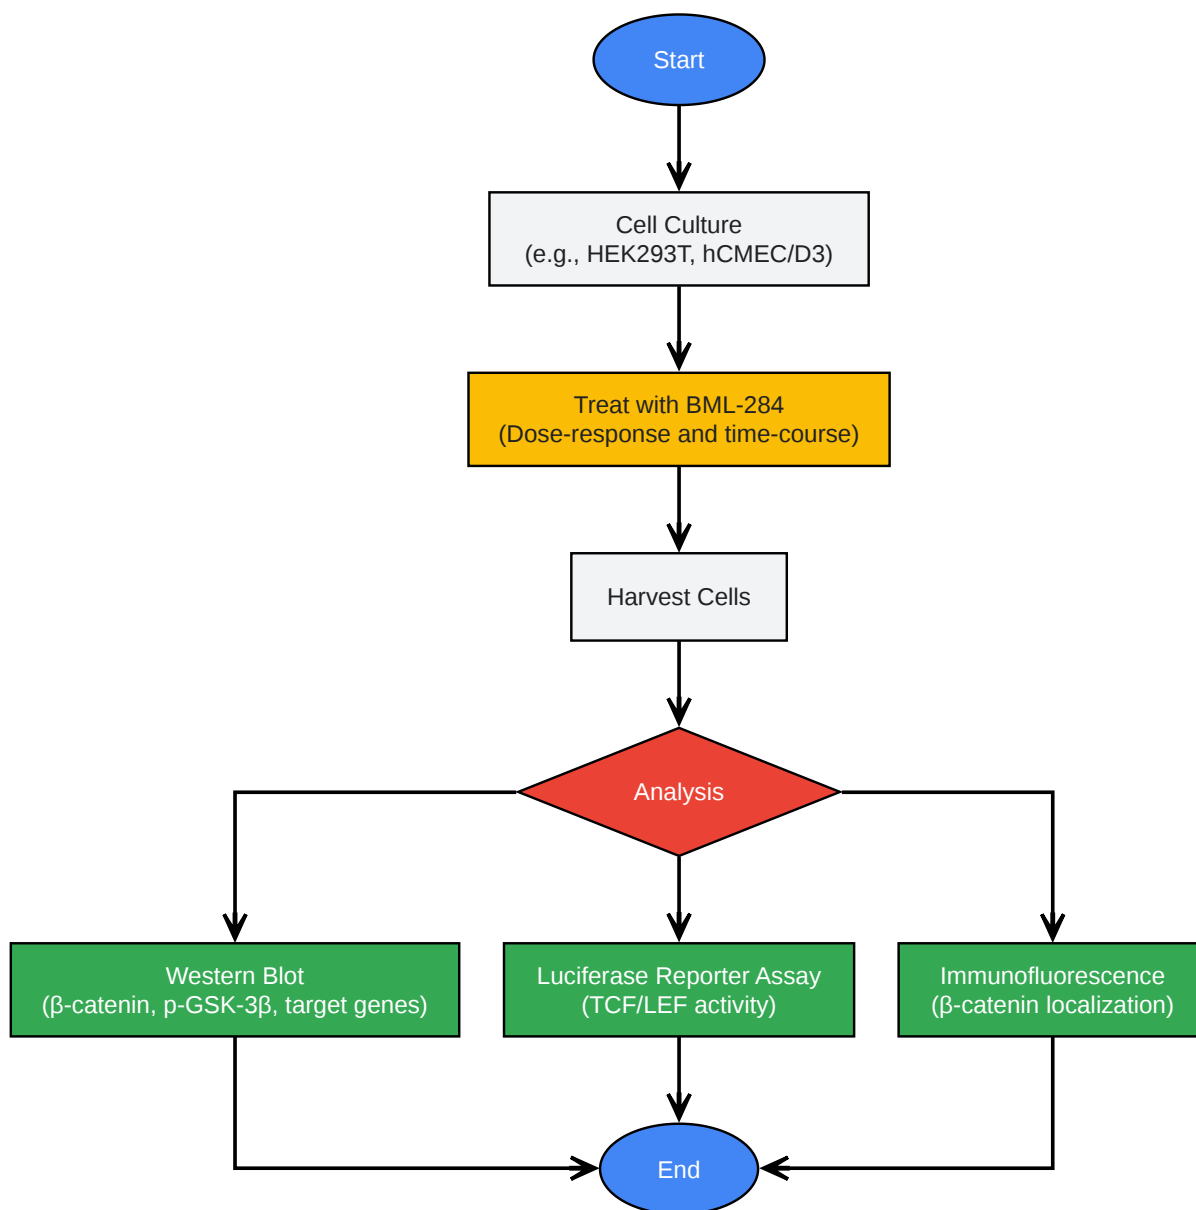 Start
Cell Culture
(e.g., HEK293T, hCMEC/D3)
Treat with BML-284
(Dose-response and time-course)
Harvest Cells
Analysis
Western Blot
(β-catenin, p-GSK-3β, target genes)
Luciferase Reporter Assay
(TCF/LEF activity)
Immunofluorescence
(β-catenin localization)
End